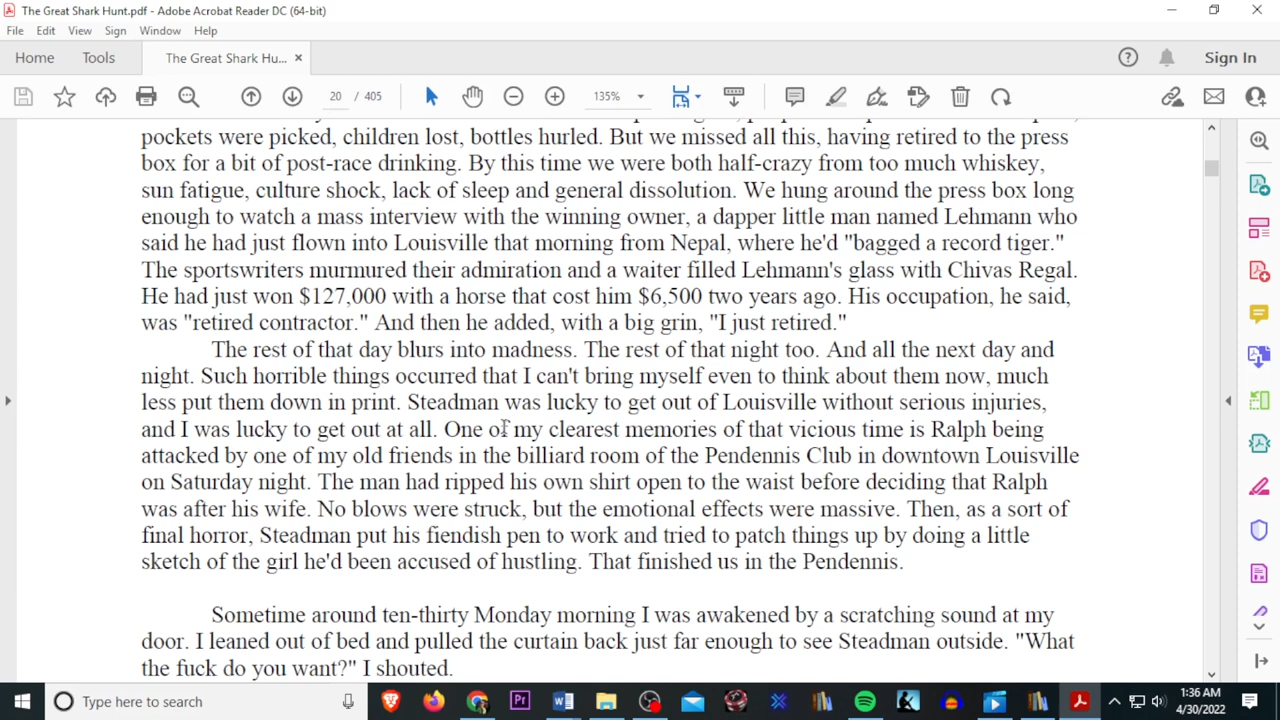 The Great Shark Hunt.pdf - Adobe Acrobat Reader DC (64-bit)
File Edit View Sign Window Help
Home Tools The Great Shark Hu... × Sign In
20 / 405 135%
pockets were picked, children lost, bottles hurled. But we missed all this, having retired to the press
box for a bit of post-race drinking. By this time we were both half-crazy from too much whiskey,
sun fatigue, culture shock, lack of sleep and general dissolution. We hung around the press box long
enough to watch a mass interview with the winning owner, a dapper little man named Lehmann who
said he had just flown into Louisville that morning from Nepal, where he'd "bagged a record tiger."
The sportswriters murmured their admiration and a waiter filled Lehmann's glass with Chivas Regal.
He had just won $127,000 with a horse that cost him $6,500 two years ago. His occupation, he said,
was "retired contractor." And then he added, with a big grin, "I just retired."
The rest of that day blurs into madness. The rest of that night too. And all the next day and
night. Such horrible things occurred that I can't bring myself even to think about them now, much
less put them down in print. Steadman was lucky to get out of Louisville without serious injuries,
and I was lucky to get out at all. One of my clearest memories of that vicious time is Ralph being
attacked by one of my old friends in the billiard room of the Pendennis Club in downtown Louisville
on Saturday night. The man had ripped his own shirt open to the waist before deciding that Ralph
was after his wife. No blows were struck, but the emotional effects were massive. Then, as a sort of
final horror, Steadman put his fiendish pen to work and tried to patch things up by doing a little
sketch of the girl he'd been accused of hustling. That finished us in the Pendennis.
Sometime around ten-thirty Monday morning I was awakened by a scratching sound at my
door. I leaned out of bed and pulled the curtain back just far enough to see Steadman outside. "What
the fuck do you want?" I shouted.
Type here to search
1:36 AM
4/30/2022